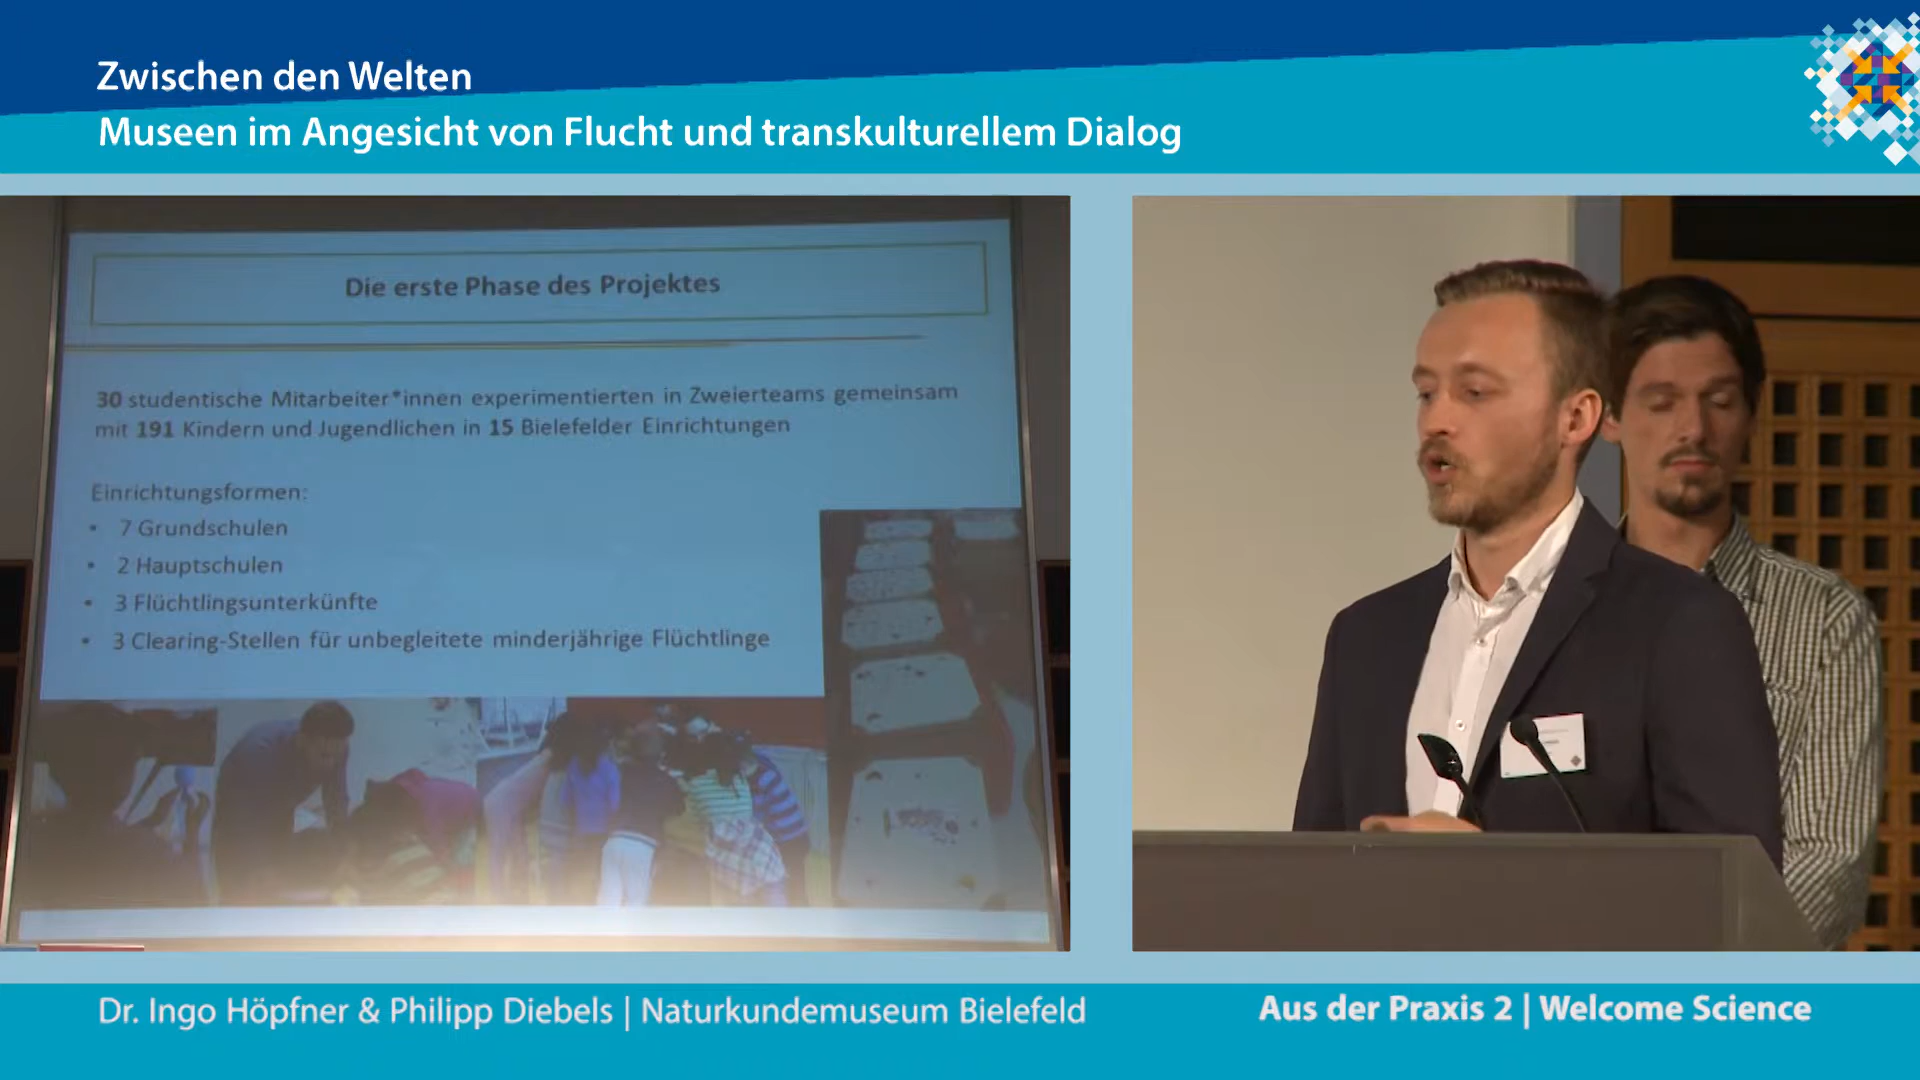 Zwischen den Welten
Museen im Angesicht von Flucht und transkulturellem Dialog
Die erste Phase des Projektes
30 studentische Mitarbeiter*innen experimentierten in Zweierteams gemeinsam
mit 191 Kindern und Jugendlichen in 15 Bielefelder Einrichtungen
Einrichtungsformen:
• 7 Grundschulen
• 2 Hauptschulen
• 3 Flüchtlingsunterkünfte
• 3 Clearing-Stellen für unbegleitete minderjährige Flüchtlinge
Dr. Ingo Höpfner & Philipp Diebels | Naturkundemuseum Bielefeld
Aus der Praxis 2 | Welcome Science